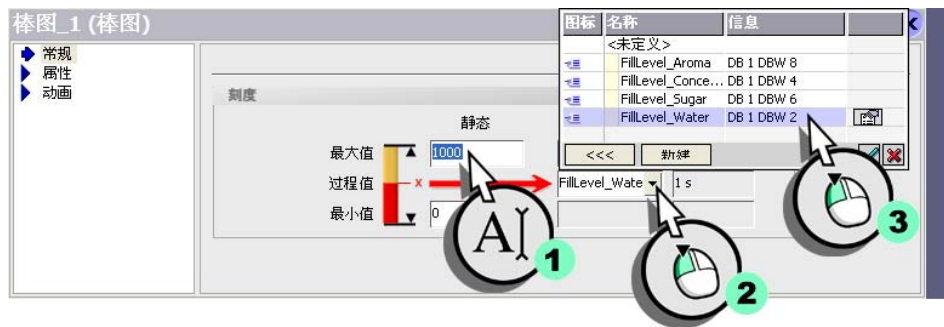 棒图_1 (棒图)
常规
属性
动画
刻度
静态
最大值 1000
过程值 x FillLevel_Wate 1 s
最小值 0
图标 名称 信息
<未定义>
FillLevel_Aroma DB 1 DBW 8
FillLevel_Conce... DB 1 DBW 4
FillLevel_Sugar DB 1 DBW 6
FillLevel_Water DB 1 DBW 2
<<< 新建
A
1
2
3